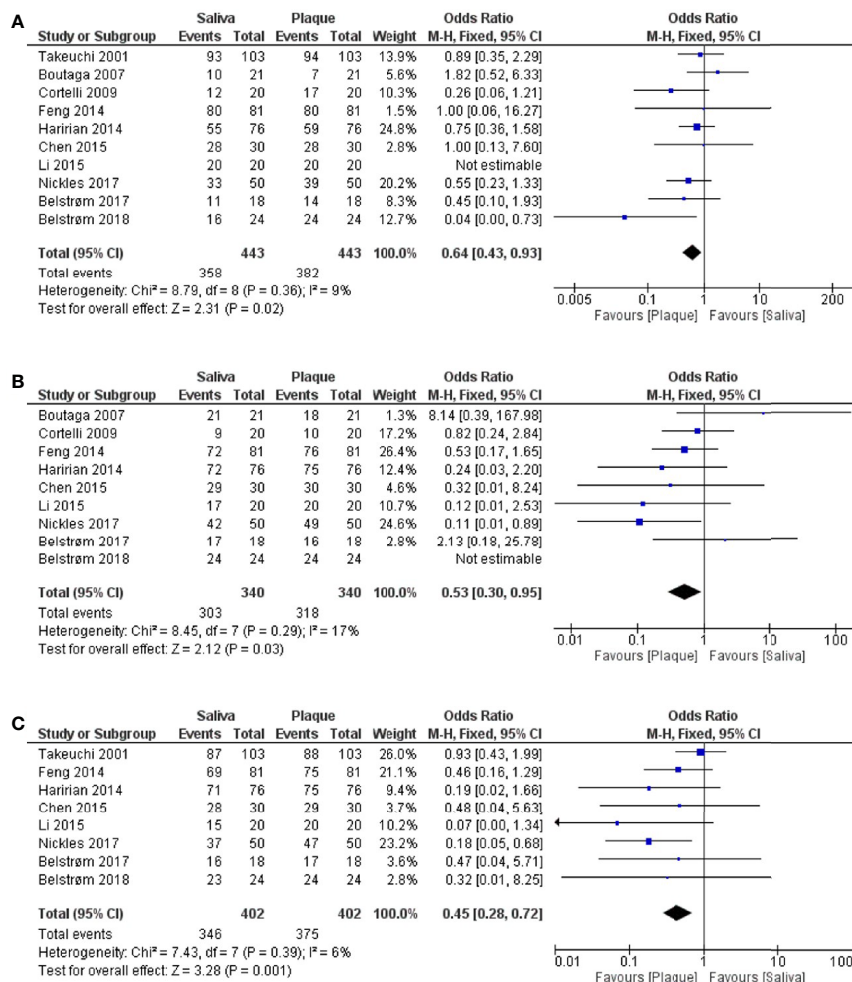 A
Saliva Plaque Odds Ratio Odds Ratio
Study or Subgroup Events Total Events Total Weight M-H, Fixed, 95% CI M-H, Fixed, 95% CI
Takeuchi 2001 93 103 94 103 13.9% 0.89 [0.35, 2.29]
Boutaga 2007 10 21 7 21 5.6% 1.82 [0.52, 6.33]
Cortelli 2009 12 20 17 20 10.3% 0.26 [0.06, 1.21]
Feng 2014 80 81 80 81 1.5% 1.00 [0.06, 16.27]
Haririan 2014 55 76 59 76 24.8% 0.75 [0.36, 1.58]
Chen 2015 28 30 28 30 2.8% 1.00 [0.13, 7.60]
Li 2015 20 20 20 20 Not estimable
Nickles 2017 33 50 39 50 20.2% 0.55 [0.23, 1.33]
Belstrøm 2017 11 18 14 18 8.3% 0.45 [0.10, 1.93]
Belstrøm 2018 16 24 24 24 12.7% 0.04 [0.00, 0.73]
Total (95% CI) 443 443 100.0% 0.64 [0.43, 0.93]
Total events 358 382
Heterogeneity: Chi² = 8.79, df = 8 (P = 0.36); I² = 9%
Test for overall effect: Z = 2.31 (P = 0.02)
0.005 0.1 1 10 200
Favours [Plaque] Favours [Saliva]
B
Saliva Plaque Odds Ratio Odds Ratio
Study or Subgroup Events Total Events Total Weight M-H, Fixed, 95% CI M-H, Fixed, 95% CI
Boutaga 2007 21 21 18 21 1.3% 8.14 [0.39, 167.98]
Cortelli 2009 9 20 10 20 17.2% 0.82 [0.24, 2.84]
Feng 2014 72 81 76 81 26.4% 0.53 [0.17, 1.65]
Haririan 2014 72 76 75 76 12.4% 0.24 [0.03, 2.20]
Chen 2015 29 30 30 30 4.6% 0.32 [0.01, 8.24]
Li 2015 17 20 20 20 10.7% 0.12 [0.01, 2.53]
Nickles 2017 42 50 49 50 24.6% 0.11 [0.01, 0.89]
Belstrøm 2017 17 18 16 18 2.8% 2.13 [0.18, 25.78]
Belstrøm 2018 24 24 24 24 Not estimable
Total (95% CI) 340 340 100.0% 0.53 [0.30, 0.95]
Total events 303 318
Heterogeneity: Chi² = 8.45, df = 7 (P = 0.29); I² = 17%
Test for overall effect: Z = 2.12 (P = 0.03)
0.01 0.1 1 10 100
Favours [Plaque] Favours [Saliva]
C
Saliva Plaque Odds Ratio Odds Ratio
Study or Subgroup Events Total Events Total Weight M-H, Fixed, 95% CI M-H, Fixed, 95% CI
Takeuchi 2001 87 103 88 103 26.0% 0.93 [0.43, 1.99]
Feng 2014 69 81 75 81 21.1% 0.46 [0.16, 1.29]
Haririan 2014 71 76 75 76 9.4% 0.19 [0.02, 1.66]
Chen 2015 28 30 29 30 3.7% 0.48 [0.04, 5.63]
Li 2015 15 20 20 20 10.2% 0.07 [0.00, 1.34]
Nickles 2017 37 50 47 50 23.2% 0.18 [0.05, 0.68]
Belstrøm 2017 16 18 17 18 3.6% 0.47 [0.04, 5.71]
Belstrøm 2018 23 24 24 24 2.8% 0.32 [0.01, 8.25]
Total (95% CI) 402 402 100.0% 0.45 [0.28, 0.72]
Total events 346 375
Heterogeneity: Chi² = 7.43, df = 7 (P = 0.39); I² = 6%
Test for overall effect: Z = 3.28 (P = 0.001)
0.01 0.1 1 10 100
Favours [Plaque] Favours [Saliva]